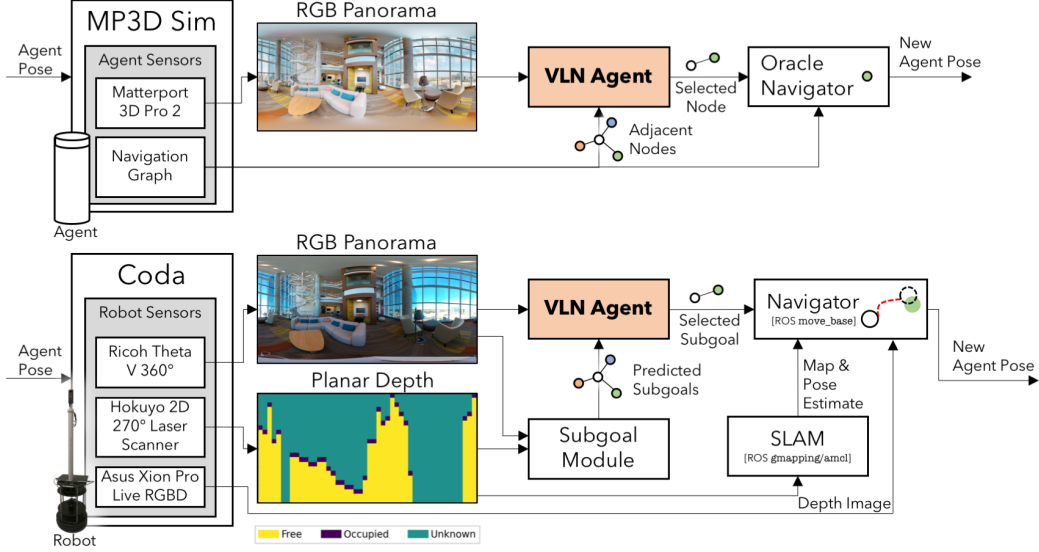 MP3D Sim
Agent
Pose
Agent Sensors
Matterport
3D Pro 2
Navigation
Graph
Agent
RGB Panorama
VLN Agent
Adjacent
Nodes
Selected
Node
Oracle
Navigator
New
Agent Pose
Coda
Agent
Pose
Robot Sensors
Ricoh Theta
V 360°
Hokuyo 2D
270° Laser
Scanner
Asus Xion Pro
Live RGBD
Robot
RGB Panorama
Planar Depth
Free
Occupied
Unknown
VLN Agent
Predicted
Subgoals
Subgoal
Module
Selected
Subgoal
Navigator
[ROS move_base]
Map &
Pose
Estimate
SLAM
[ROS gmapping/amcl]
Depth Image
New
Agent Pose